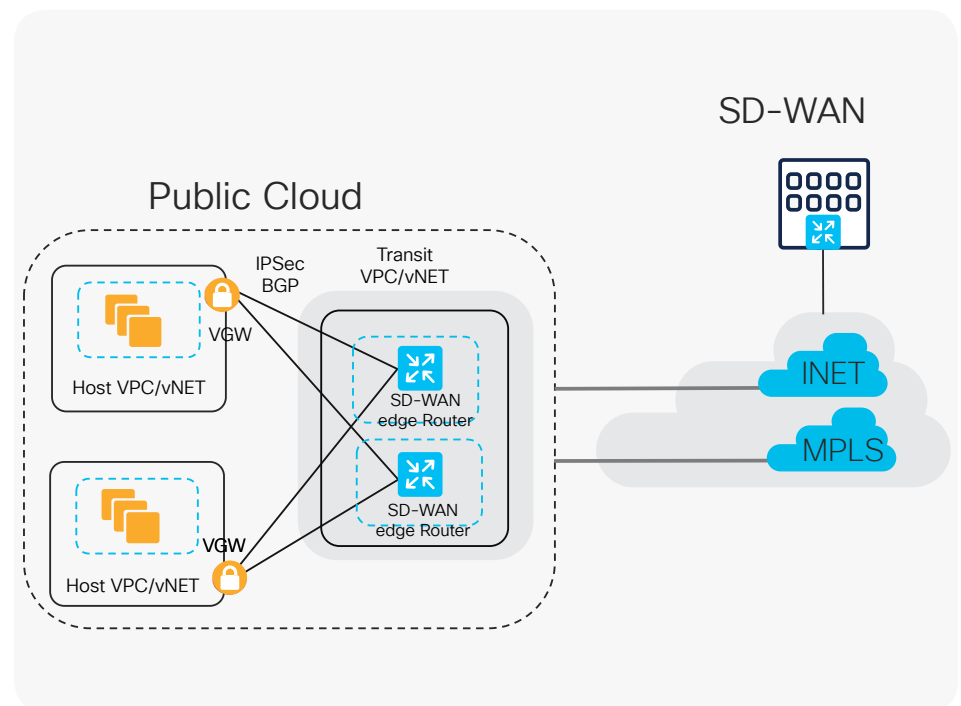 SD-WAN
Public Cloud
IPSec
BGP
Transit
VPC/vNET
VGW
Host VPC/vNET
SD-WAN
edge Router
SD-WAN
edge Router
VGW
Host VPC/vNET
INET
MPLS